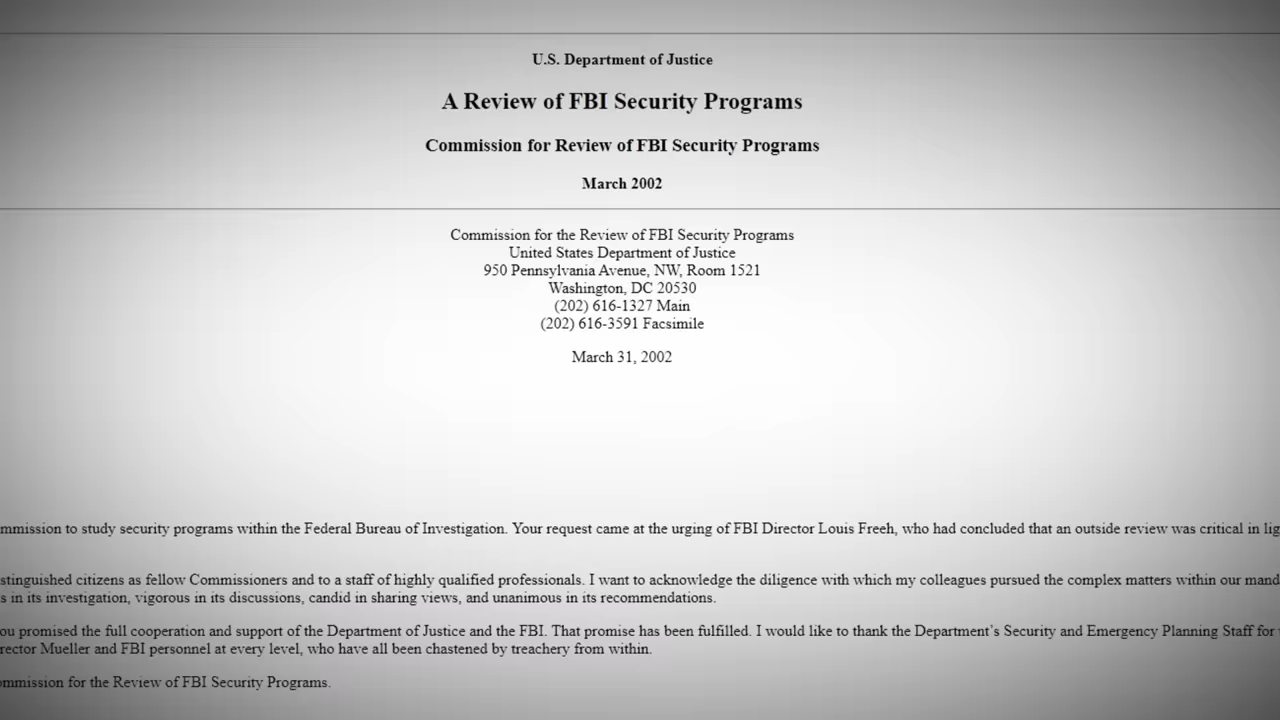 U.S. Department of Justice
A Review of FBI Security Programs
Commission for Review of FBI Security Programs
March 2002
Commission for the Review of FBI Security Programs
United States Department of Justice
950 Pennsylvania Avenue, NW, Room 1521
Washington, DC 20530
(202) 616-1327 Main
(202) 616-3591 Facsimile
March 31, 2002
to study security programs within the Federal Bureau of Investigation. Your request came at the urging of FBI Director Louis Freeh, who had concluded that an outside review was critical in
citizens as fellow Commissioners and to a staff of highly qualified professionals. I want to acknowledge the diligence with which my colleagues pursued the complex matters within our
in its investigation, vigorous in its discussions, candid in sharing views, and unanimous in its recommendations.
promised the full cooperation and support of the Department of Justice and the FBI. That promise has been fulfilled. I would like to thank the Department's Security and Emergency Planning Staff for
Mueller and FBI personnel at every level, who have all been chastened by treachery from within.
for the Review of FBI Security Programs.